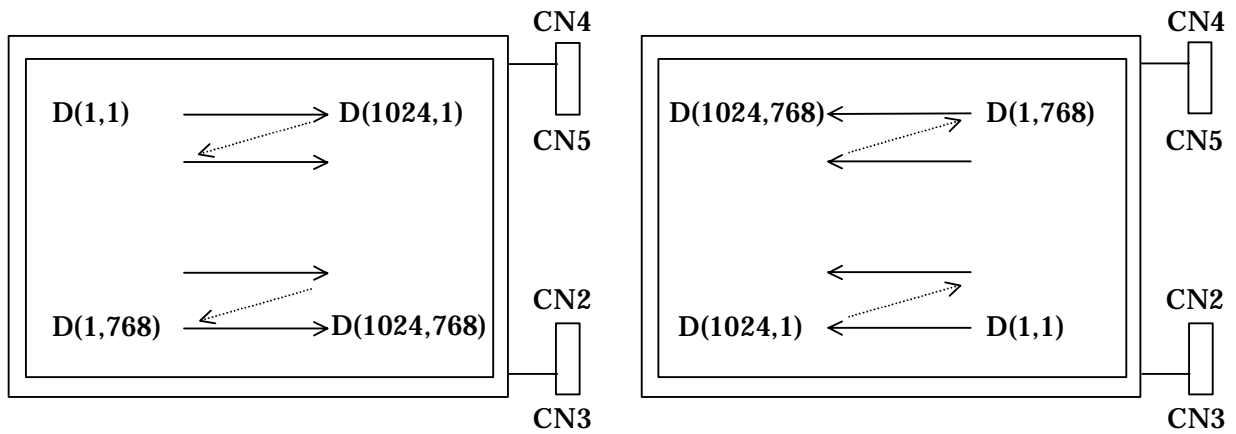 CN4
D(1,1) D(1024,1)
CN5
CN2
D(1,768) D(1024,768)
CN3
CN4
D(1024,768) D(1,768)
CN5
CN2
D(1024,1) D(1,1)
CN3